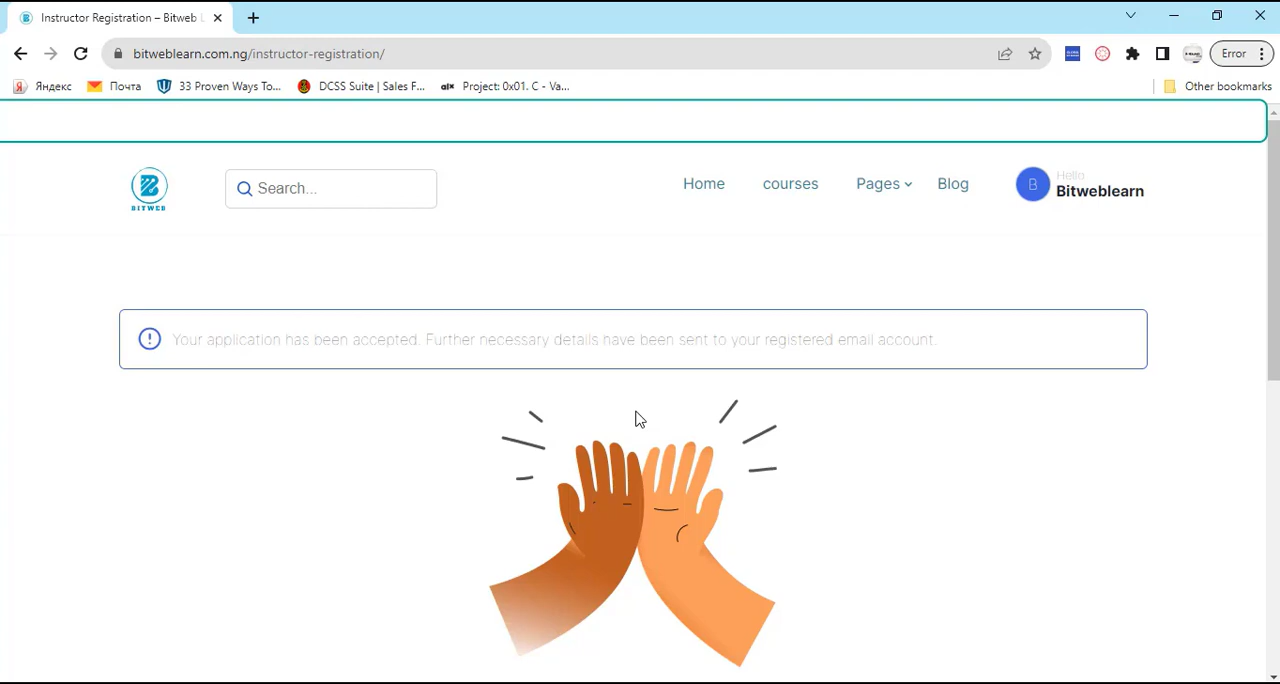 Instructor Registration – Bitweb L
bitweblearn.com.ng/instructor-registration/
Error
Яндекс Почта 33 Proven Ways To... DCSS Suite | Sales F... Project: 0x01. C - Va... Other bookmarks
BITWEB
Search...
Home courses Pages Blog
B
Hello
Bitweblearn
Your application has been accepted. Further necessary details have been sent to your registered email account.